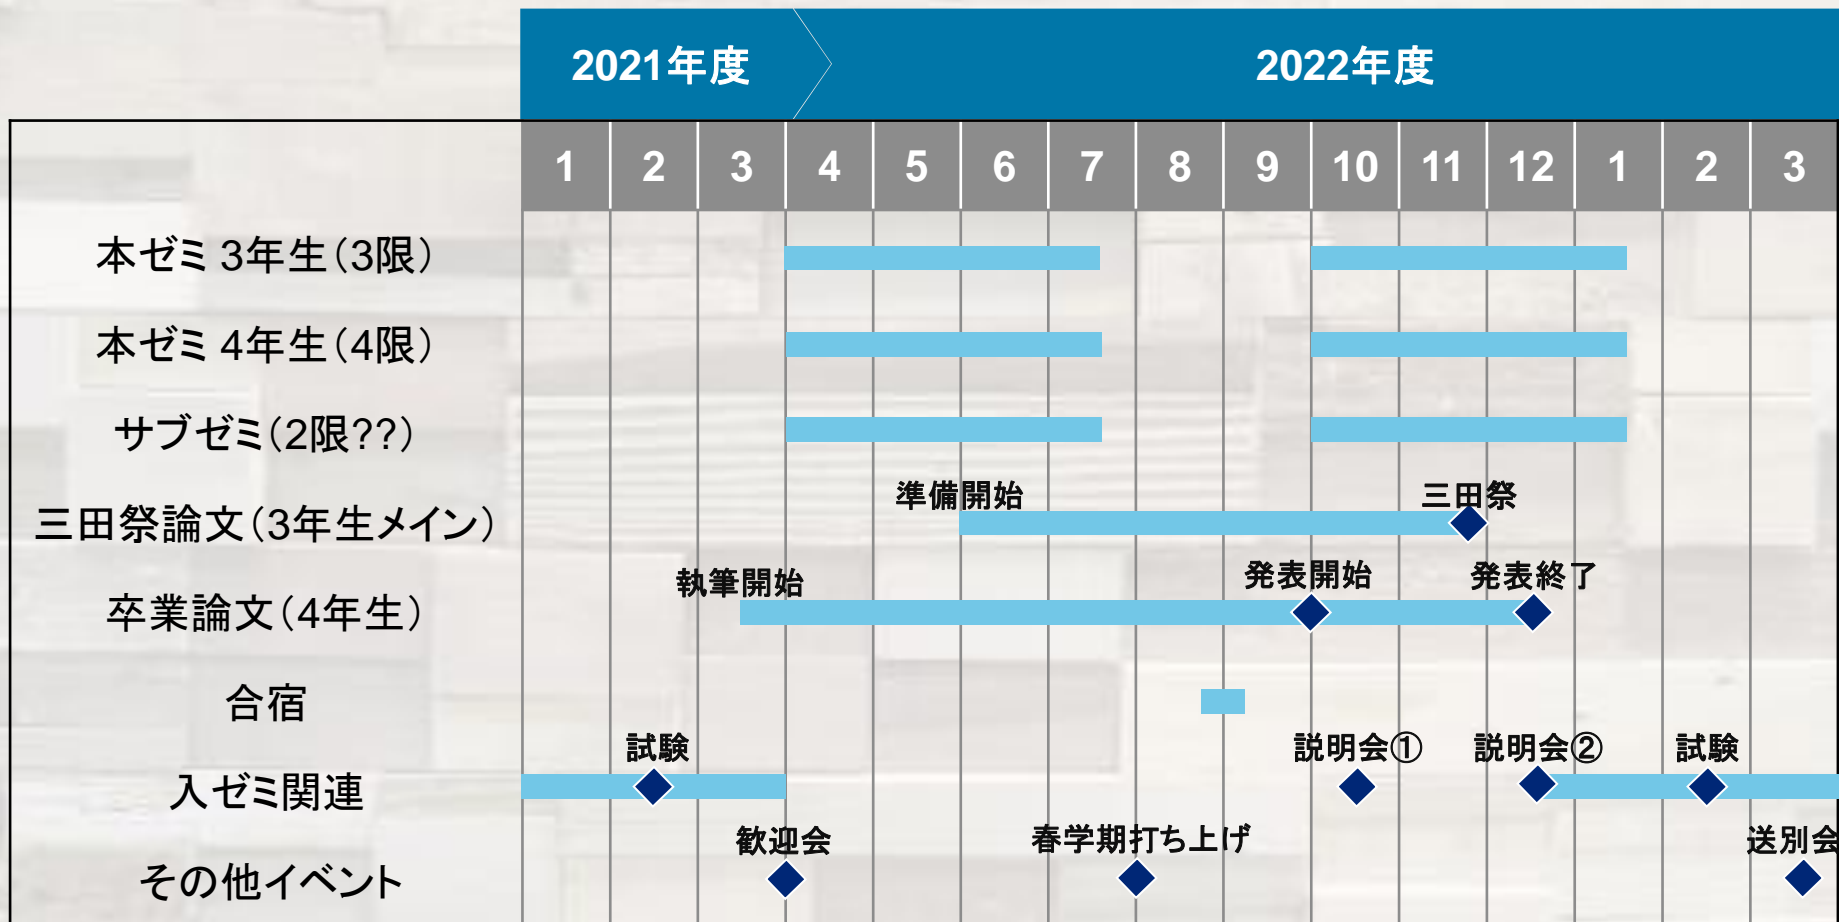 2021年度 2022年度
1 2 3 4 5 6 7 8 9 10 11 12 1 2 3
本ゼミ 3年生(3限)
本ゼミ 4年生(4限)
サブゼミ(2限??)
準備開始 三田祭
三田祭論文(3年生メイン)
執筆開始 発表開始 発表終了
卒業論文(4年生)
合宿
試験 説明会① 説明会② 試験
入ゼミ関連
歓迎会 春学期打ち上げ 送別会
その他イベント